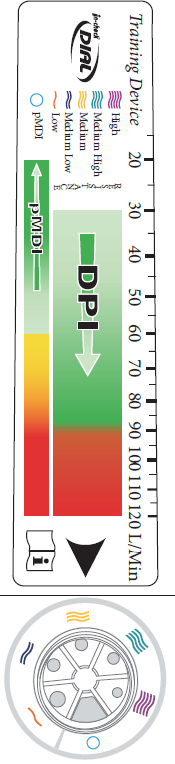 Training Device
20 30 40 50 60 70 80 90 100 110 120 L/Min
in-check
DIAL
High
Medium High
Medium
Medium Low
Low
pMDI
RESISTANCE
DPI
pMDI
i